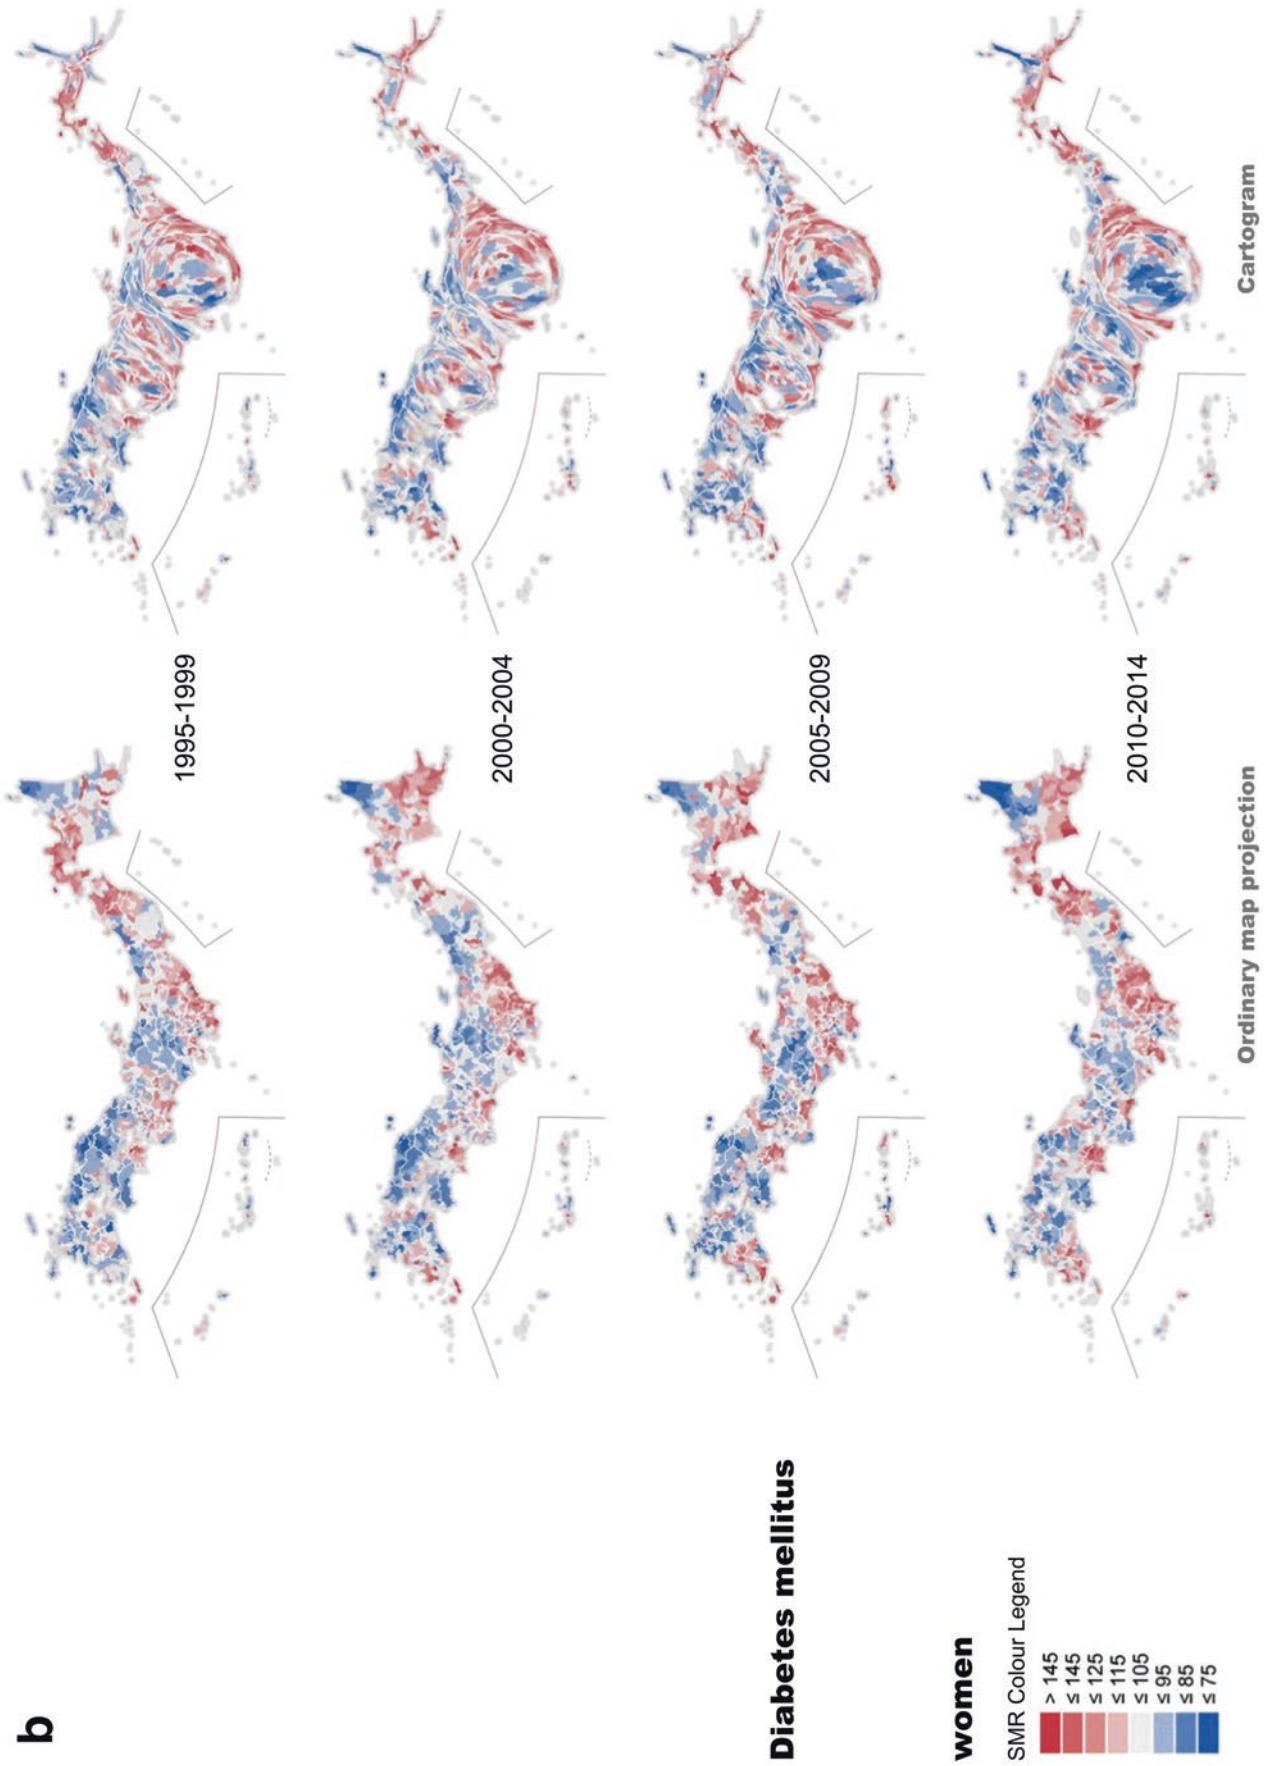 b
Diabetes mellitus
women
SMR Colour Legend
> 145
≤ 145
≤ 125
≤ 115
≤ 105
≤ 95
≤ 85
≤ 75
1995-1999
2000-2004
2005-2009
2010-2014
Ordinary map projection
Cartogram